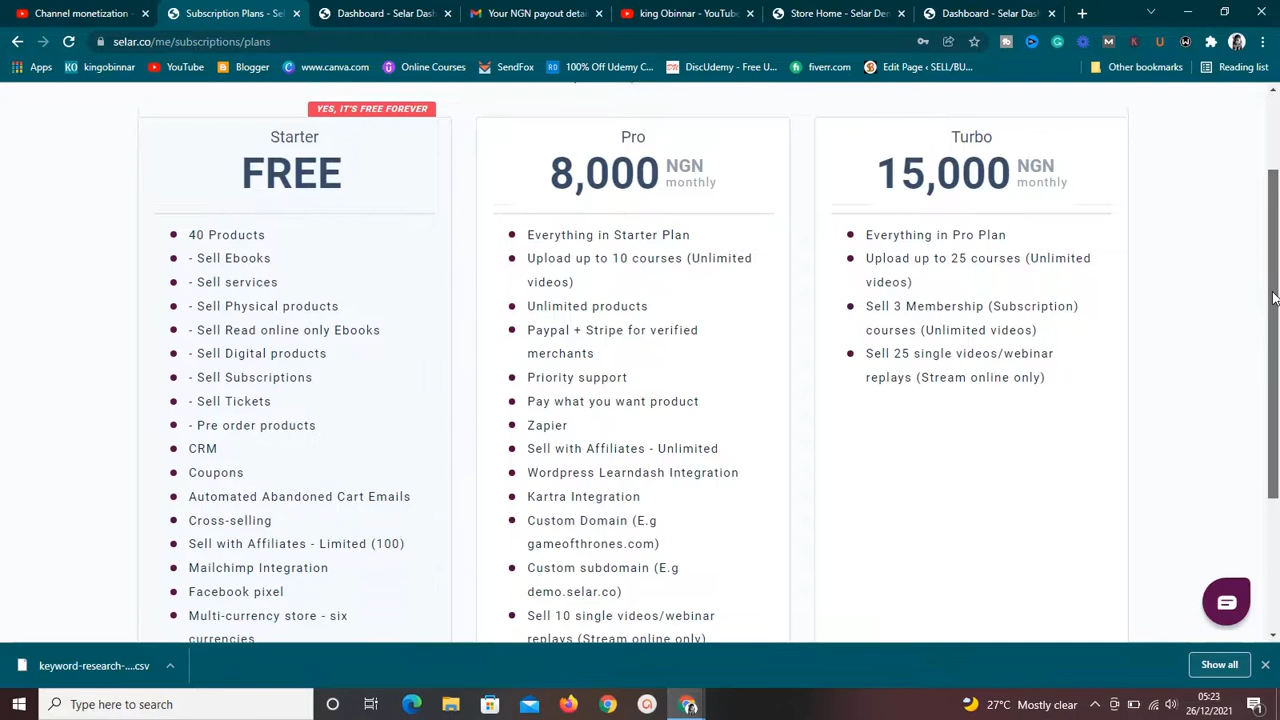 Channel monetization -
Subscription Plans - Sel
Dashboard - Selar Das
Your NGN payout deta
king Obinnar - YouTube
Store Home - Selar De
Dashboard - Selar Das
selar.co/me/subscriptions/plans
Apps
kingobinnar
YouTube
Blogger
www.canva.com
Online Courses
SendFox
100% Off Udemy C...
DiscUdemy - Free U...
fiverr.com
Edit Page ‹ SELL/BU...
Other bookmarks
Reading list
YES, IT'S FREE FOREVER
Starter
FREE
40 Products
- Sell Ebooks
- Sell services
- Sell Physical products
- Sell Read online only Ebooks
- Sell Digital products
- Sell Subscriptions
- Sell Tickets
- Pre order products
CRM
Coupons
Automated Abandoned Cart Emails
Cross-selling
Sell with Affiliates - Limited (100)
Mailchimp Integration
Facebook pixel
Multi-currency store - six
currencies
Pro
8,000 NGN
monthly
Everything in Starter Plan
Upload up to 10 courses (Unlimited
videos)
Unlimited products
Paypal + Stripe for verified
merchants
Priority support
Pay what you want product
Zapier
Sell with Affiliates - Unlimited
Wordpress Learndash Integration
Kartra Integration
Custom Domain (E.g
gameofthrones.com)
Custom subdomain (E.g
demo.selar.co)
Sell 10 single videos/webinar
replays (Stream online only)
Turbo
15,000 NGN
monthly
Everything in Pro Plan
Upload up to 25 courses (Unlimited
videos)
Sell 3 Membership (Subscription)
courses (Unlimited videos)
Sell 25 single videos/webinar
replays (Stream online only)
keyword-research-....csv
Show all
Type here to search
27°C Mostly clear
05:23
26/12/2021